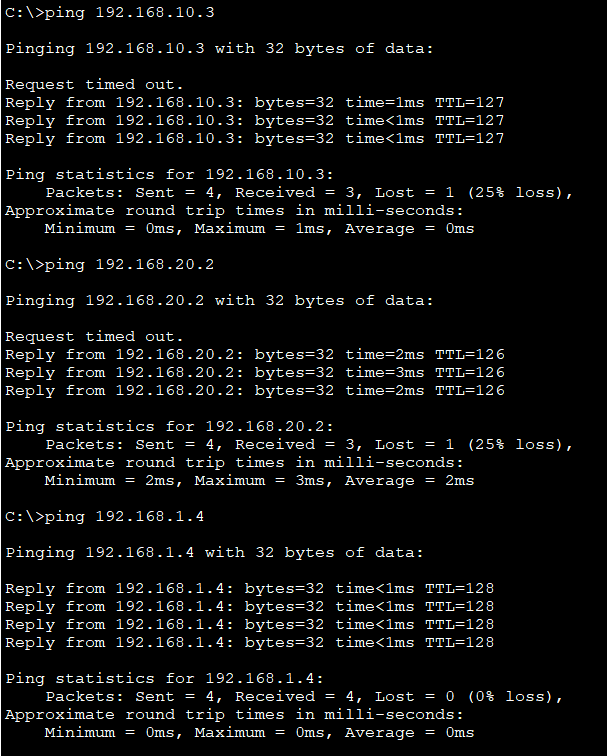 C:\>ping 192.168.10.3
Pinging 192.168.10.3 with 32 bytes of data:
Request timed out.
Reply from 192.168.10.3: bytes=32 time=1ms TTL=127
Reply from 192.168.10.3: bytes=32 time<1ms TTL=127
Reply from 192.168.10.3: bytes=32 time<1ms TTL=127
Ping statistics for 192.168.10.3:
    Packets: Sent = 4, Received = 3, Lost = 1 (25% loss),
Approximate round trip times in milli-seconds:
    Minimum = 0ms, Maximum = 1ms, Average = 0ms
C:\>ping 192.168.20.2
Pinging 192.168.20.2 with 32 bytes of data:
Request timed out.
Reply from 192.168.20.2: bytes=32 time=2ms TTL=126
Reply from 192.168.20.2: bytes=32 time=3ms TTL=126
Reply from 192.168.20.2: bytes=32 time=2ms TTL=126
Ping statistics for 192.168.20.2:
    Packets: Sent = 4, Received = 3, Lost = 1 (25% loss),
Approximate round trip times in milli-seconds:
    Minimum = 2ms, Maximum = 3ms, Average = 2ms
C:\>ping 192.168.1.4
Pinging 192.168.1.4 with 32 bytes of data:
Reply from 192.168.1.4: bytes=32 time<1ms TTL=128
Reply from 192.168.1.4: bytes=32 time<1ms TTL=128
Reply from 192.168.1.4: bytes=32 time<1ms TTL=128
Reply from 192.168.1.4: bytes=32 time<1ms TTL=128
Ping statistics for 192.168.1.4:
    Packets: Sent = 4, Received = 4, Lost = 0 (0% loss),
Approximate round trip times in milli-seconds:
    Minimum = 0ms, Maximum = 0ms, Average = 0ms